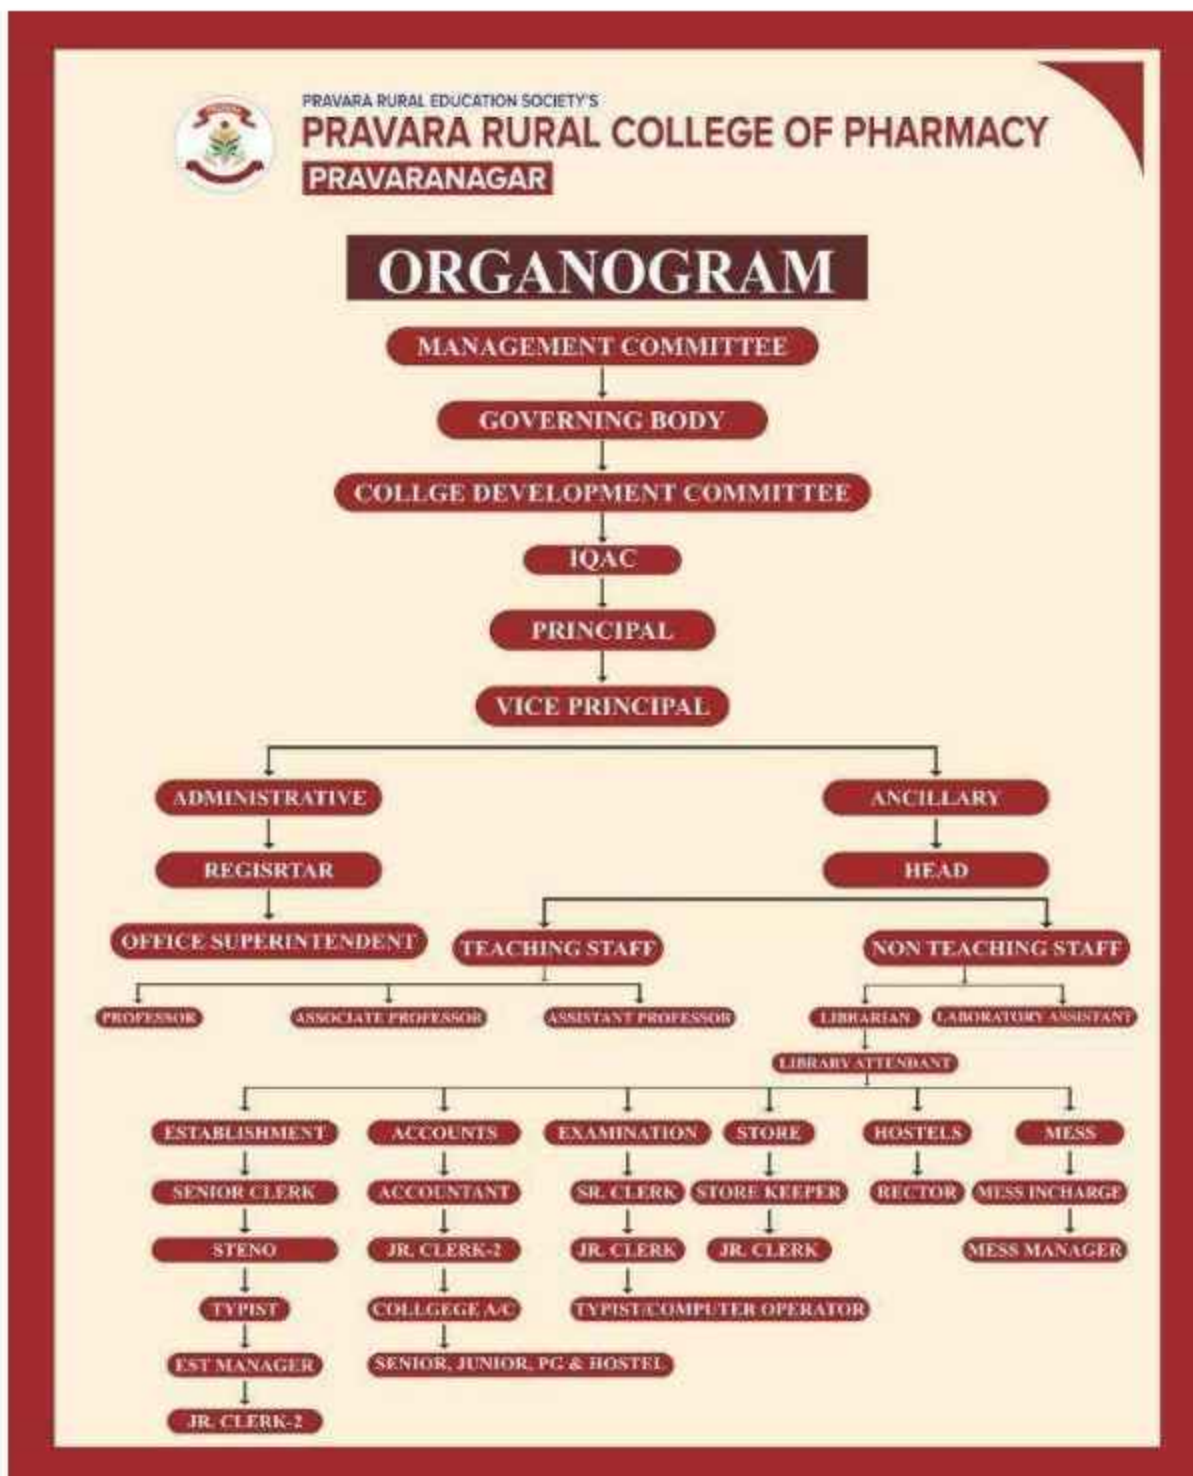 PRAVARA RURAL EDUCATION SOCIETY'S
PRAVARA RURAL COLLEGE OF PHARMACY
PRAVARANAGAR
ORGANOGRAM
MANAGEMENT COMMITTEE
GOVERNING BODY
COLLGE DEVELOPMENT COMMITTEE
IQAC
PRINCIPAL
VICE PRINCIPAL
ADMINISTRATIVE
ANCILLARY
REGISRTAR
HEAD
OFFICE SUPERINTENDENT
TEACHING STAFF
NON TEACHING STAFF
PROFESSOR
ASSOCIATE PROFESSOR
ASSISTANT PROFESSOR
LIBRARIAN
LABORATORY ASSISTANT
LIBRARY ATTENDANT
ESTABLISHMENT
ACCOUNTS
EXAMINATION
STORE
HOSTELS
MESS
SENIOR CLERK
ACCOUNTANT
SR. CLERK
STORE KEEPER
RECTOR
MESS INCHARGE
STENO
JR. CLERK-2
JR. CLERK
JR. CLERK
MESS MANAGER
TYPIST
COLLGEGE A/C
TYPIST/COMPUTER OPERATOR
EST MANAGER
SENIOR, JUNIOR, PG & HOSTEL
JR. CLERK-2